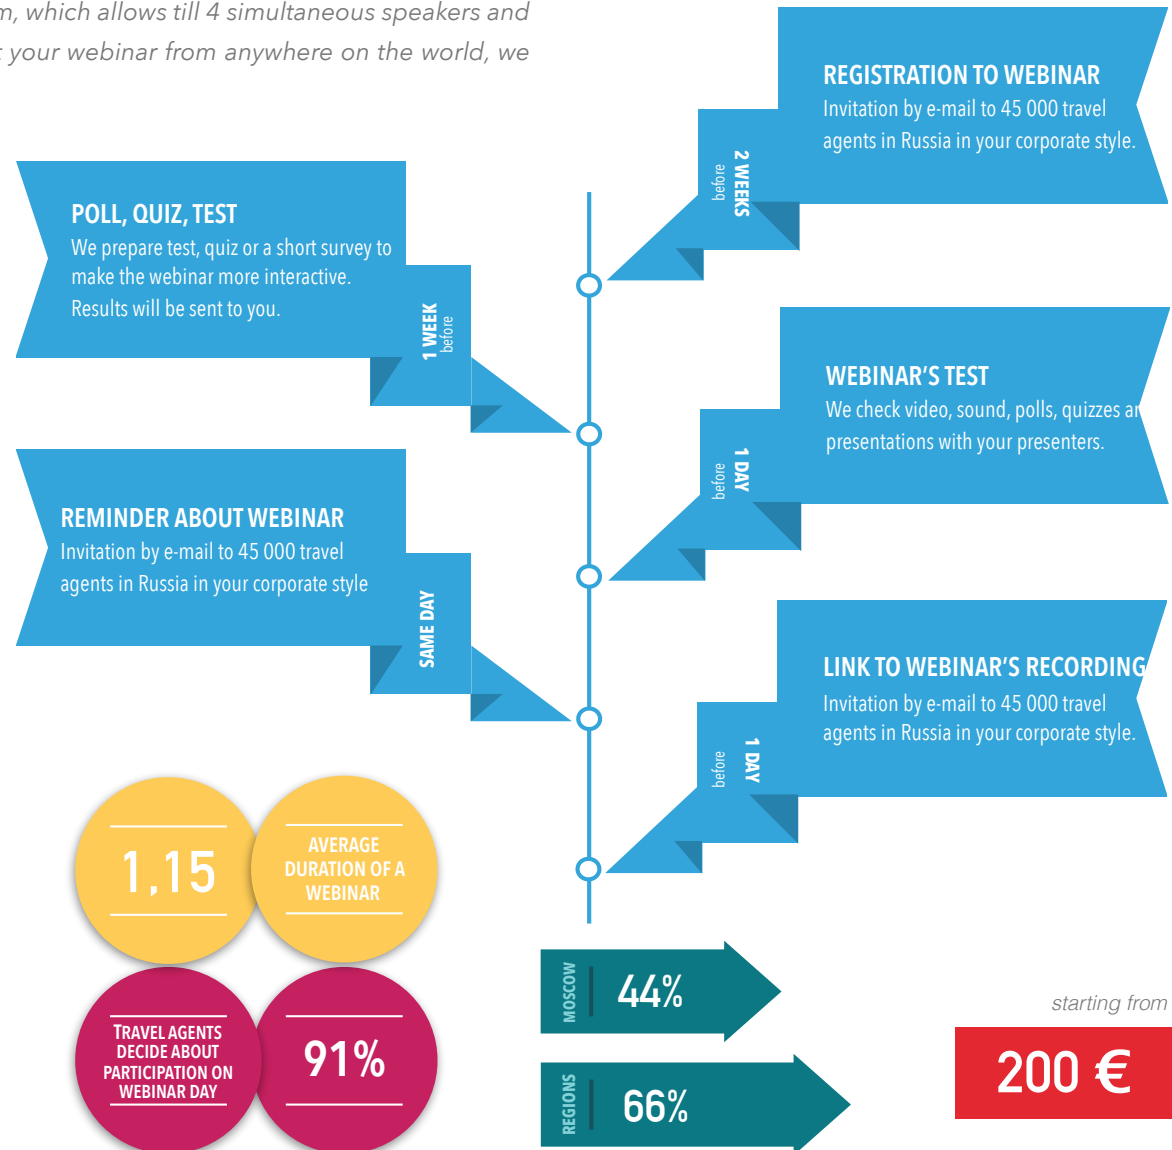 which allows till 4 simultaneous speakers and
your webinar from anywhere on the world, we
REGISTRATION TO WEBINAR
Invitation by e-mail to 45 000 travel
agents in Russia in your corporate style.
before
2 WEEKS
POLL, QUIZ, TEST
We prepare test, quiz or a short survey to
make the webinar more interactive.
Results will be sent to you.
1 WEEK
before
WEBINAR'S TEST
We check video, sound, polls, quizzes
presentations with your presenters.
before
1 DAY
REMINDER ABOUT WEBINAR
Invitation by e-mail to 45 000 travel
agents in Russia in your corporate style
SAME DAY
LINK TO WEBINAR'S RECORDING
Invitation by e-mail to 45 000 travel
agents in Russia in your corporate style.
before
1 DAY
1,15
AVERAGE
DURATION OF A
WEBINAR
TRAVEL AGENTS
DECIDE ABOUT
PARTICIPATION ON
WEBINAR DAY
91%
MOSCOW
44%
REGIONS
66%
starting from
200 €